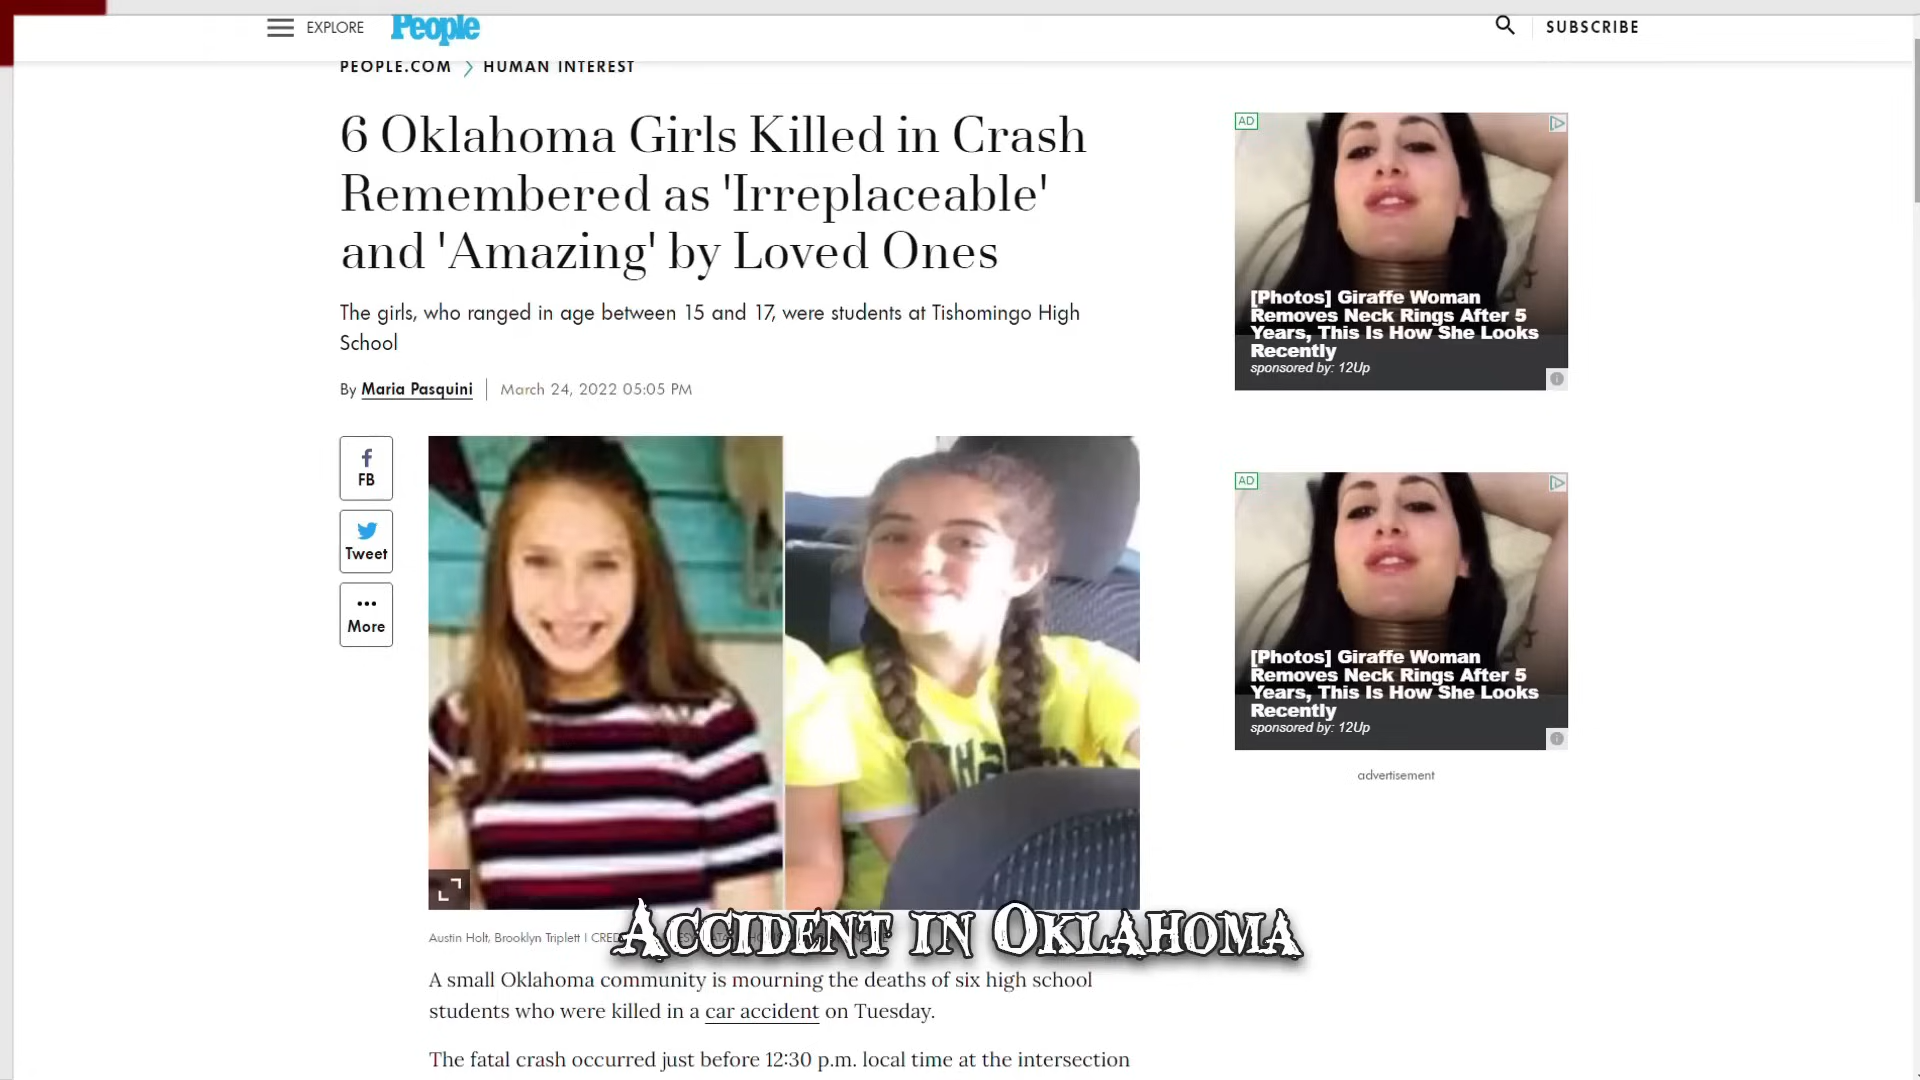 EXPLORE
People
SUBSCRIBE
PEOPLE.COM > HUMAN INTEREST
6 Oklahoma Girls Killed in Crash
Remembered as 'Irreplaceable'
and 'Amazing' by Loved Ones
The girls, who ranged in age between 15 and 17, were students at Tishomingo High
School
By Maria Pasquini
March 24, 2022 05:05 PM
FB
Tweet
More
AD
[Photos] Giraffe Woman
Removes Neck Rings After 5
Years, This Is How She Looks
Recently
sponsored by: 12Up
AD
[Photos] Giraffe Woman
Removes Neck Rings After 5
Years, This Is How She Looks
Recently
sponsored by: 12Up
advertisement
Austin Holt, Brooklyn Triplett | CRED
Accident in Oklahoma
A small Oklahoma community is mourning the deaths of six high school
students who were killed in a car accident on Tuesday.
The fatal crash occurred just before 12:30 p.m. local time at the intersection